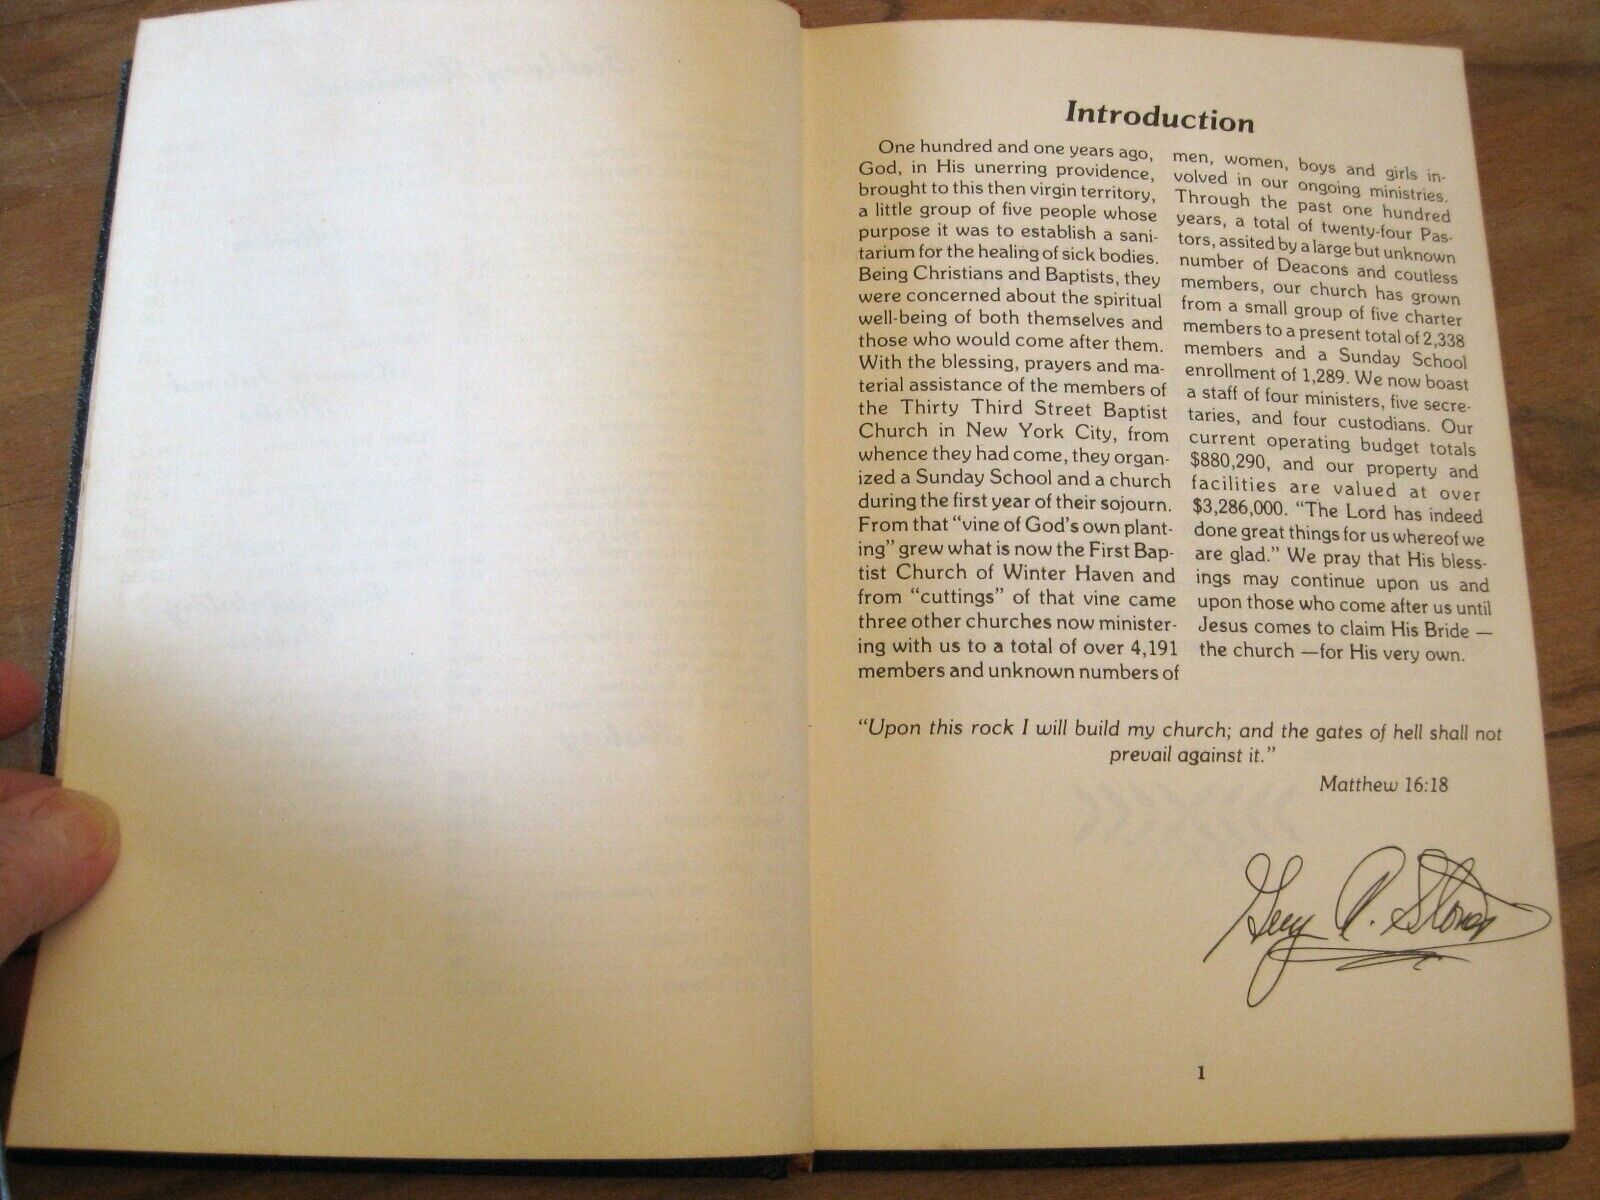 Introduction
One hundred and one years ago,
God, in His unerring providence,
brought to this then virgin territory,
a little group of five people whose
purpose it was to establish a sani-
tarium for the healing of sick bodies.
Being Christians and Baptists, they
were concerned about the spiritual
well-being of both themselves and
those who would come after them.
With the blessing, prayers and ma-
terial assistance of the members of
the Thirty Third Street Baptist
Church in New York City, from
whence they had come, they organ-
ized a Sunday School and a church
during the first year of their sojourn.
From that “vine of God's own plant-
ing” grew what is now the First Bap-
tist Church of Winter Haven and
from “cuttings” of that vine came
three other churches now minister-
ing with us to a total of over 4,191
members and unknown numbers of
men, women, boys and girls in-
volved in our ongoing ministries.
Through the past one hundred
years, a total of twenty-four Pas-
tors, assited by a large but unknown
number of Deacons and coutless
members, our church has grown
from a small group of five charter
members to a present total of 2,338
members and a Sunday School
enrollment of 1,289. We now boast
a staff of four ministers, five secre-
taries, and four custodians. Our
current operating budget totals
$880,290, and our property and
facilities are valued at over
$3,286,000. “The Lord has indeed
done great things for us whereof we
are glad.” We pray that His bless-
ings may continue upon us and
upon those who come after us until
Jesus comes to claim His Bride —
the church —for His very own.
“Upon this rock I will build my church; and the gates of hell shall not
prevail against it.”
Matthew 16:18
1